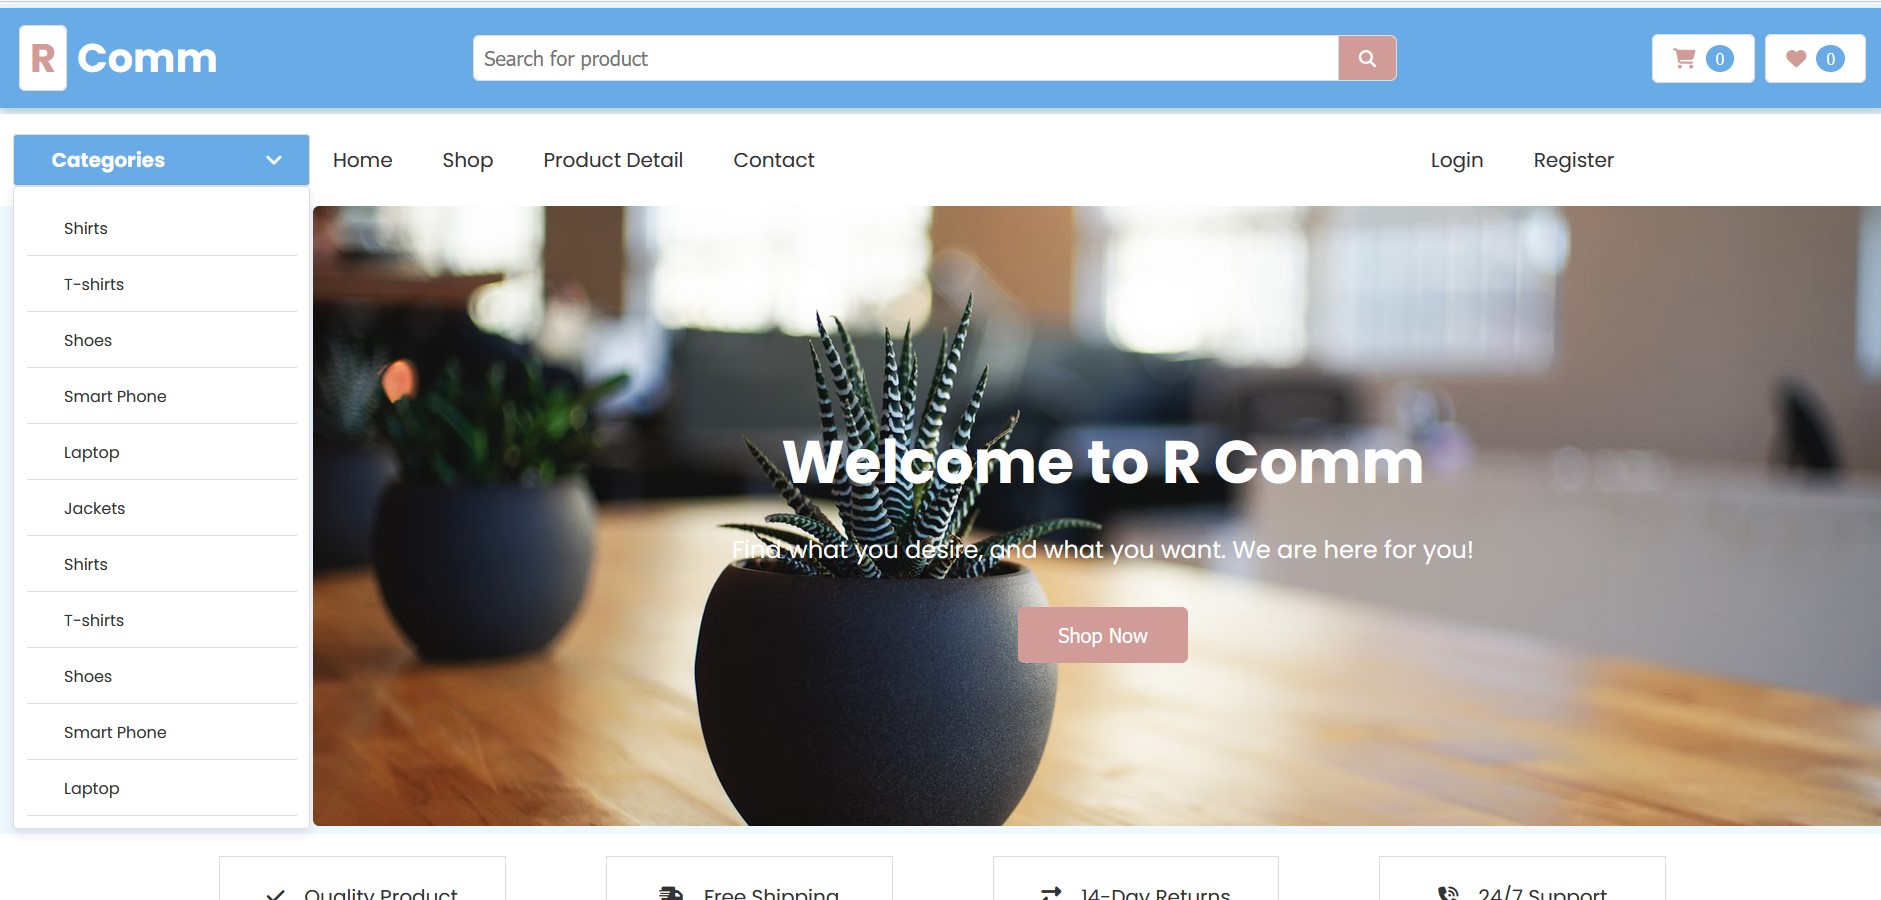 R Comm
Search for product
0
0
Categories
Home
Shop
Product Detail
Contact
Login
Register
Shirts
T-shirts
Shoes
Smart Phone
Laptop
Jackets
Shirts
T-shirts
Shoes
Smart Phone
Laptop
Welcome to R Comm
Find what you desire, and what you want. We are here for you!
Shop Now
Quality Product
Free Shipping
14-Day Returns
24/7 Support